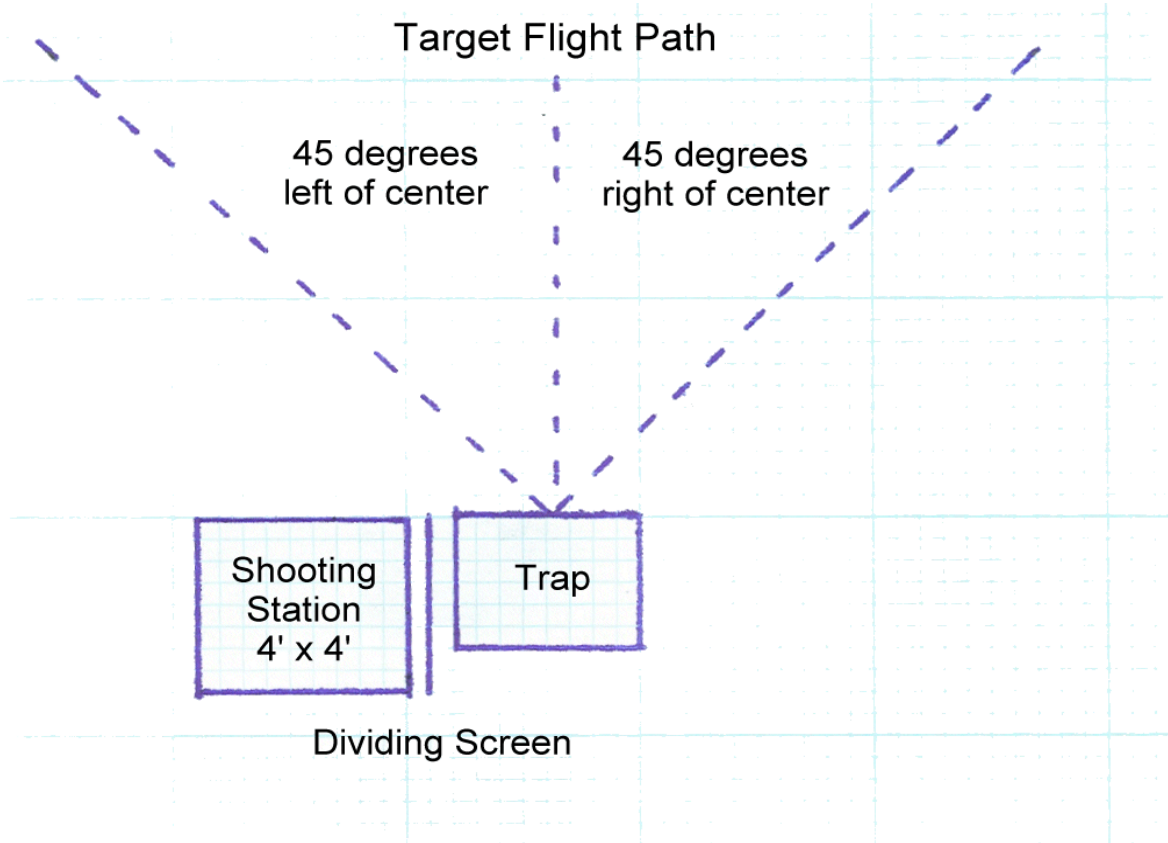 Target Flight Path
45 degrees
left of center
45 degrees
right of center
Shooting
Station
4' x 4'
Trap
Dividing Screen